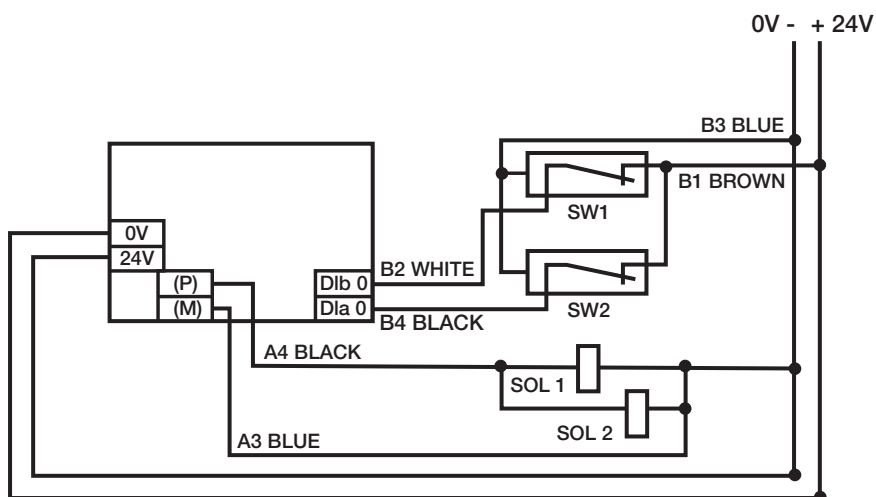 0V - + 24V
B3 BLUE
B1 BROWN
SW1
0V
24V
(P)
(M)
DIb 0
DIa 0
B2 WHITE
B4 BLACK
SW2
A4 BLACK
SOL 1
SOL 2
A3 BLUE